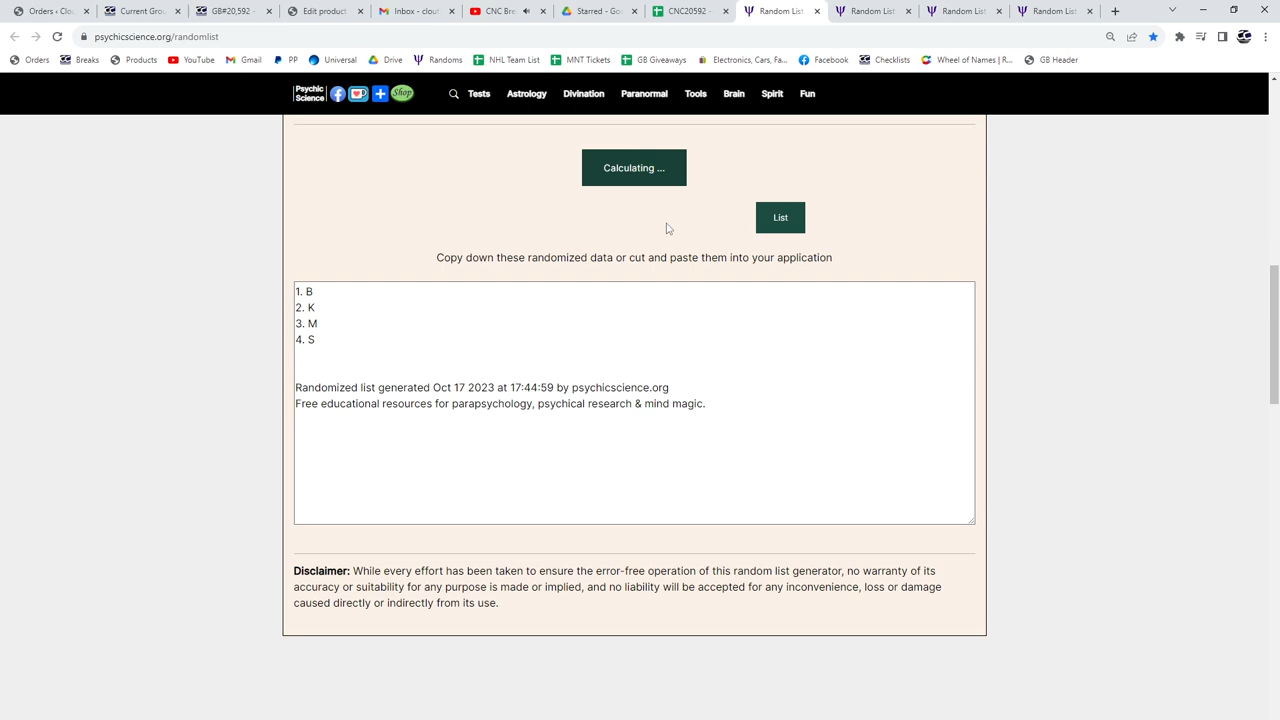 Orders ‹ Clou
Current Grou
GB#20,592 -
Edit product
Inbox - clout
CNC Bre
Starred - Goo
CNC20592 -
Random List
Random List
Random List
Random List
psychicscience.org/randomlist
Orders
Breaks
Products
YouTube
Gmail
PP
Universal
Drive
Randoms
NHL Team List
MNT Tickets
GB Giveaways
Electronics, Cars, Fa...
Facebook
Checklists
Wheel of Names | R...
GB Header
Psychic
Science
Shop
Tests
Astrology
Divination
Paranormal
Tools
Brain
Spirit
Fun
Calculating ...
List
Copy down these randomized data or cut and paste them into your application
1. B
2. K
3. M
4. S
Randomized list generated Oct 17 2023 at 17:44:59 by psychicscience.org
Free educational resources for parapsychology, psychical research & mind magic.
Disclaimer: While every effort has been taken to ensure the error-free operation of this random list generator, no warranty of its
accuracy or suitability for any purpose is made or implied, and no liability will be accepted for any inconvenience, loss or damage
caused directly or indirectly from its use.